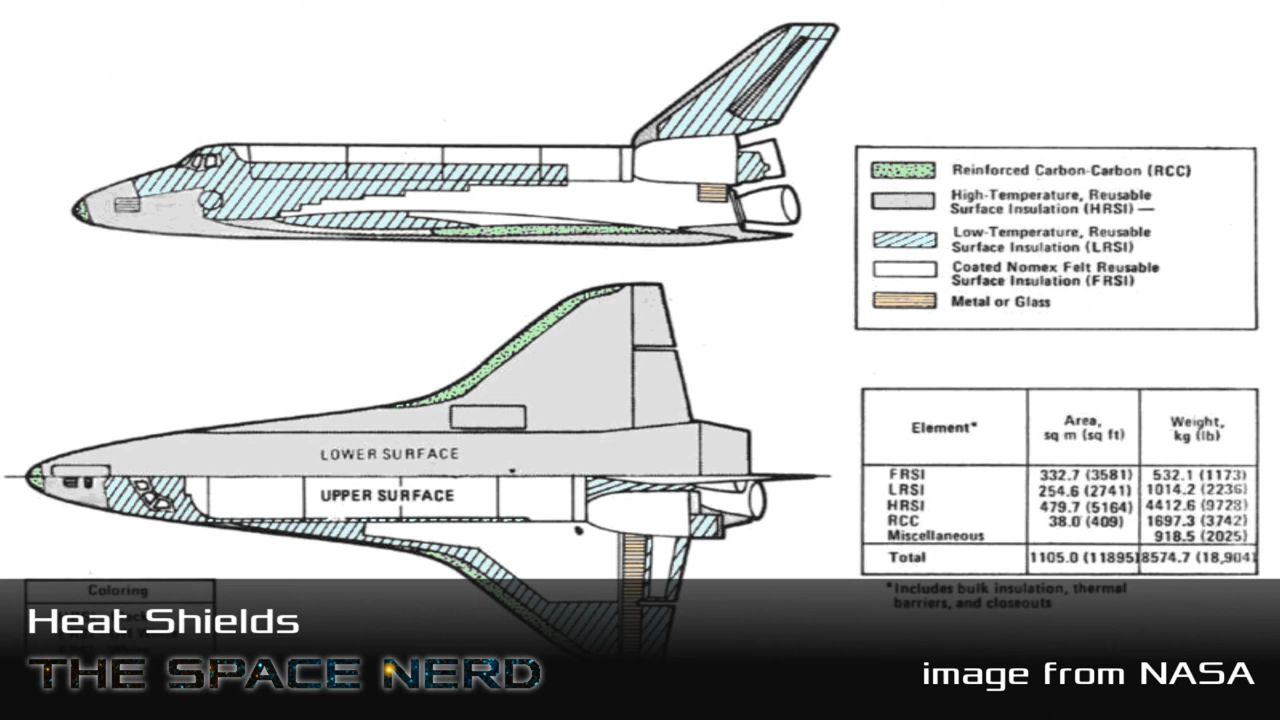 Reinforced Carbon-Carbon (RCC)
High-Temperature, Reusable
Surface Insulation (HRSI) —
Low-Temperature, Reusable
Surface Insulation (LRSI)
Coated Nomex Felt Reusable
Surface Insulation (FRSI)
Metal or Glass
LOWER SURFACE
UPPER SURFACE
Element* Area, sq m (sq ft) Weight, kg (lb)
FRSI 332.7 (3581) 532.1 (1173)
LRSI 254.6 (2741) 1014.2 (2236)
HRSI 479.7 (5164) 4412.6 (9728)
RCC 38.0 (409) 1697.3 (3742)
Miscellaneous 918.5 (2025)
Total 1105.0 (11895) 8574.7 (18,904)
*Includes bulk insulation, thermal
barriers, and closeouts
Coloring
Heat Shields
THE SPACE NERD
image from NASA